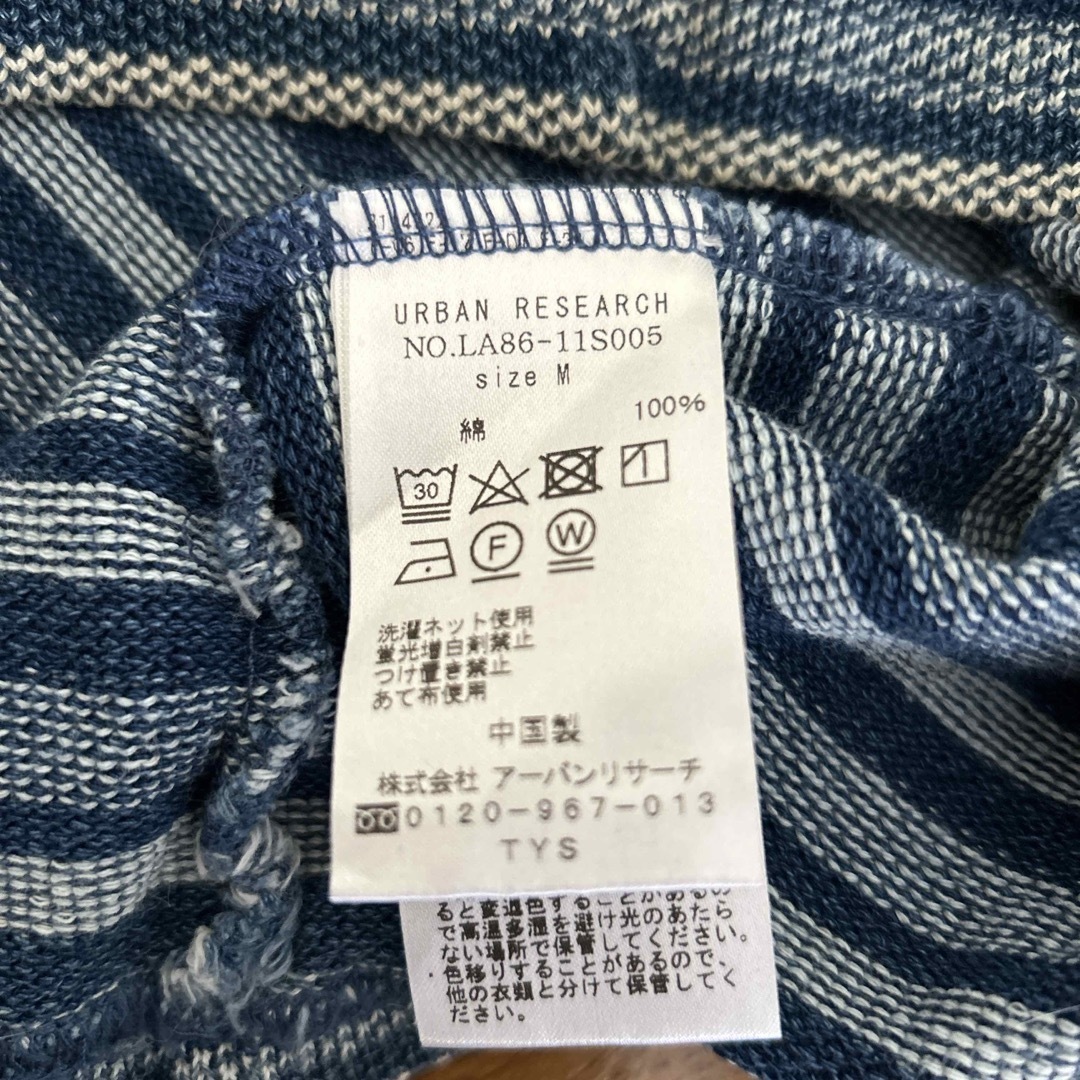 URBAN RESEARCH
NO.LA86-11S005
size M
綿 100%
30
F W
洗濯ネット使用
蛍光増白剤禁止
つけ置き禁止
あて布使用
中国製
株式会社 アーバンリサーチ
0120-967-013
TYS
ると変退色することがあるの
で高温多湿を避け光のあたら
ない場所で保管してください。
・色移りすることがあるので、
他の衣類と分けて保管してく
ださい。